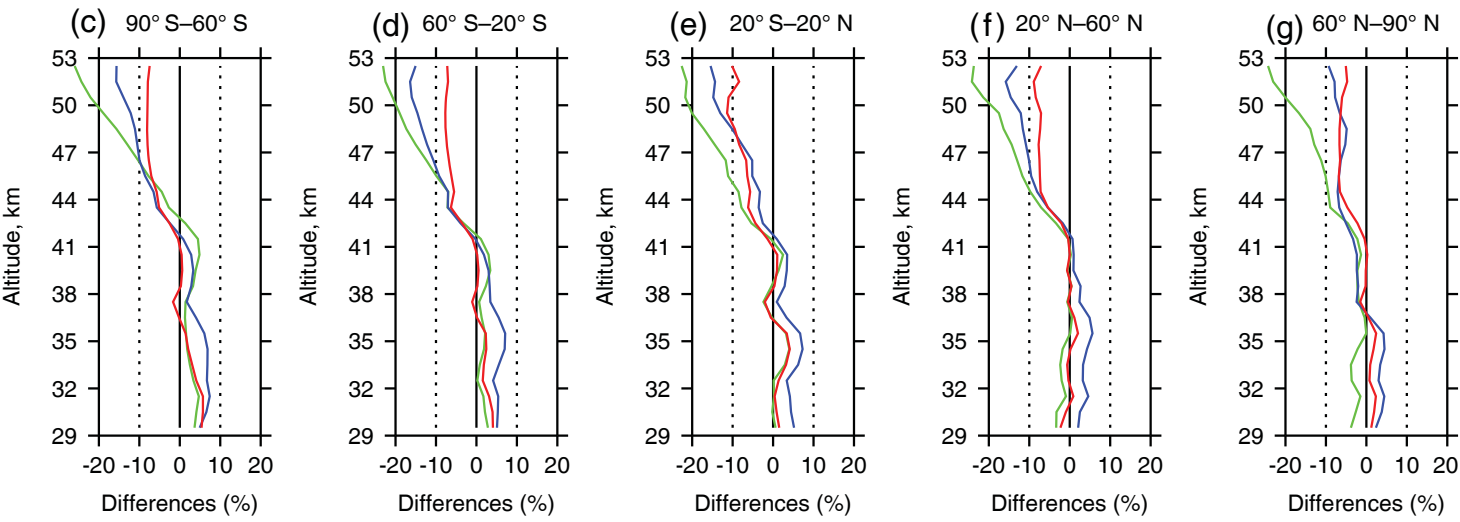 (c) 90° S–60° S
53
50
47
44
41
38
35
32
29
Altitude, km
-20 -10 0 10 20
Differences (%)
(d) 60° S–20° S
53
50
47
44
41
38
35
32
29
Altitude, km
-20 -10 0 10 20
Differences (%)
(e) 20° S–20° N
53
50
47
44
41
38
35
32
29
Altitude, km
-20 -10 0 10 20
Differences (%)
(f) 20° N–60° N
53
50
47
44
41
38
35
32
29
Altitude, km
-20 -10 0 10 20
Differences (%)
(g) 60° N–90° N
53
50
47
44
41
38
35
32
29
Altitude, km
-20 -10 0 10 20
Differences (%)